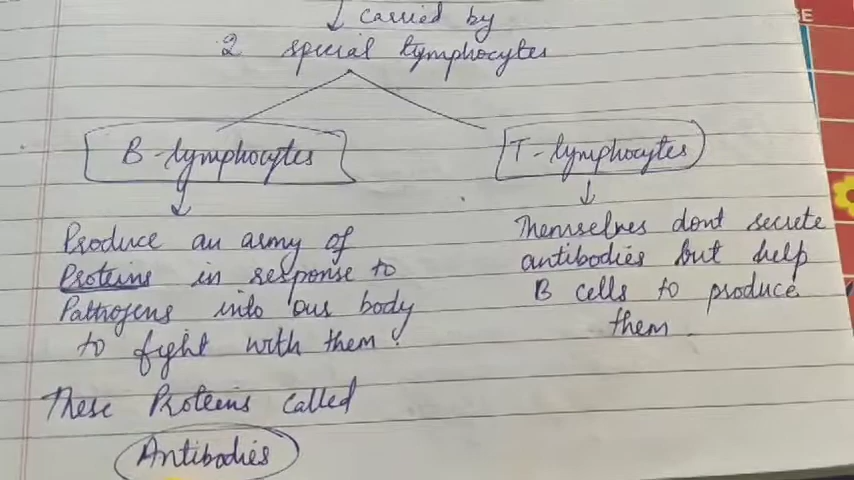 carried by
2 special lymphocytes
B-lymphocytes
T-lymphocytes
Produce an army of
Proteins in response to
Pathogens into our body
to fight with them.
These Proteins called
Antibodies
Themselves dont secrete
antibodies but help
B cells to produce
them.
SE